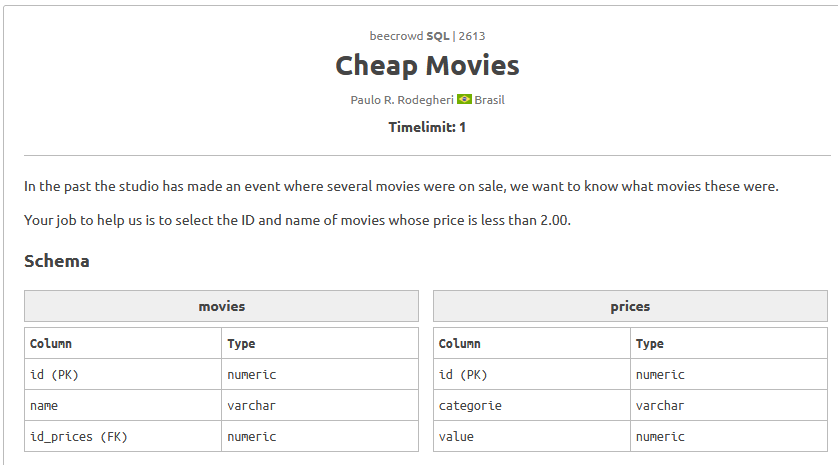 beecrowd SQL | 2613
Cheap Movies
Paulo R. Rodegheri Brasil
Timelimit: 1
In the past the studio has made an event where several movies were on sale, we want to know what movies these were.
Your job to help us is to select the ID and name of movies whose price is less than 2.00.
Schema
movies prices
Column Type Column Type
id (PK) numeric id (PK) numeric
name varchar categorie varchar
id_prices (FK) numeric value numeric